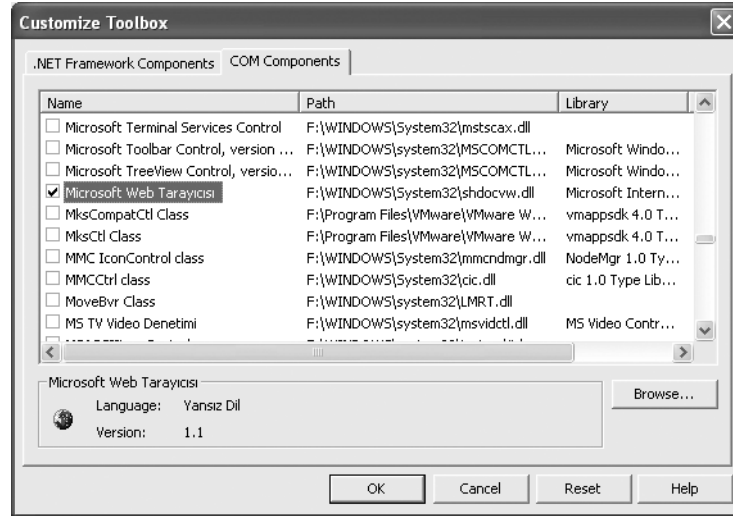 Customize Toolbox
.NET Framework Components COM Components
Name Path Library
Microsoft Terminal Services Control F:\WINDOWS\System32\mstscax.dll
Microsoft Toolbar Control, version ... F:\WINDOWS\system32\MSCOMCTL... Microsoft Windo...
Microsoft TreeView Control, versio... F:\WINDOWS\system32\MSCOMCTL... Microsoft Windo...
Microsoft Web Tarayıcısı F:\WINDOWS\System32\shdocvw.dll Microsoft Intern...
MksCompatCtl Class F:\Program Files\VMware\VMware W... vmappsdk 4.0 T...
MksCtl Class F:\Program Files\VMware\VMware W... vmappsdk 4.0 T...
MMC IconControl class F:\WINDOWS\system32\mmcndmgr.dll NodeMgr 1.0 Ty...
MMCCtrl class F:\WINDOWS\System32\cic.dll cic 1.0 Type Lib...
MoveBvr Class F:\WINDOWS\system32\LMRT.dll
MS TV Video Denetimi F:\WINDOWS\system32\msvidctl.dll MS Video Contr...
Microsoft Web Tarayıcısı
Language: Yansız Dil
Version: 1.1
Browse...
OK Cancel Reset Help